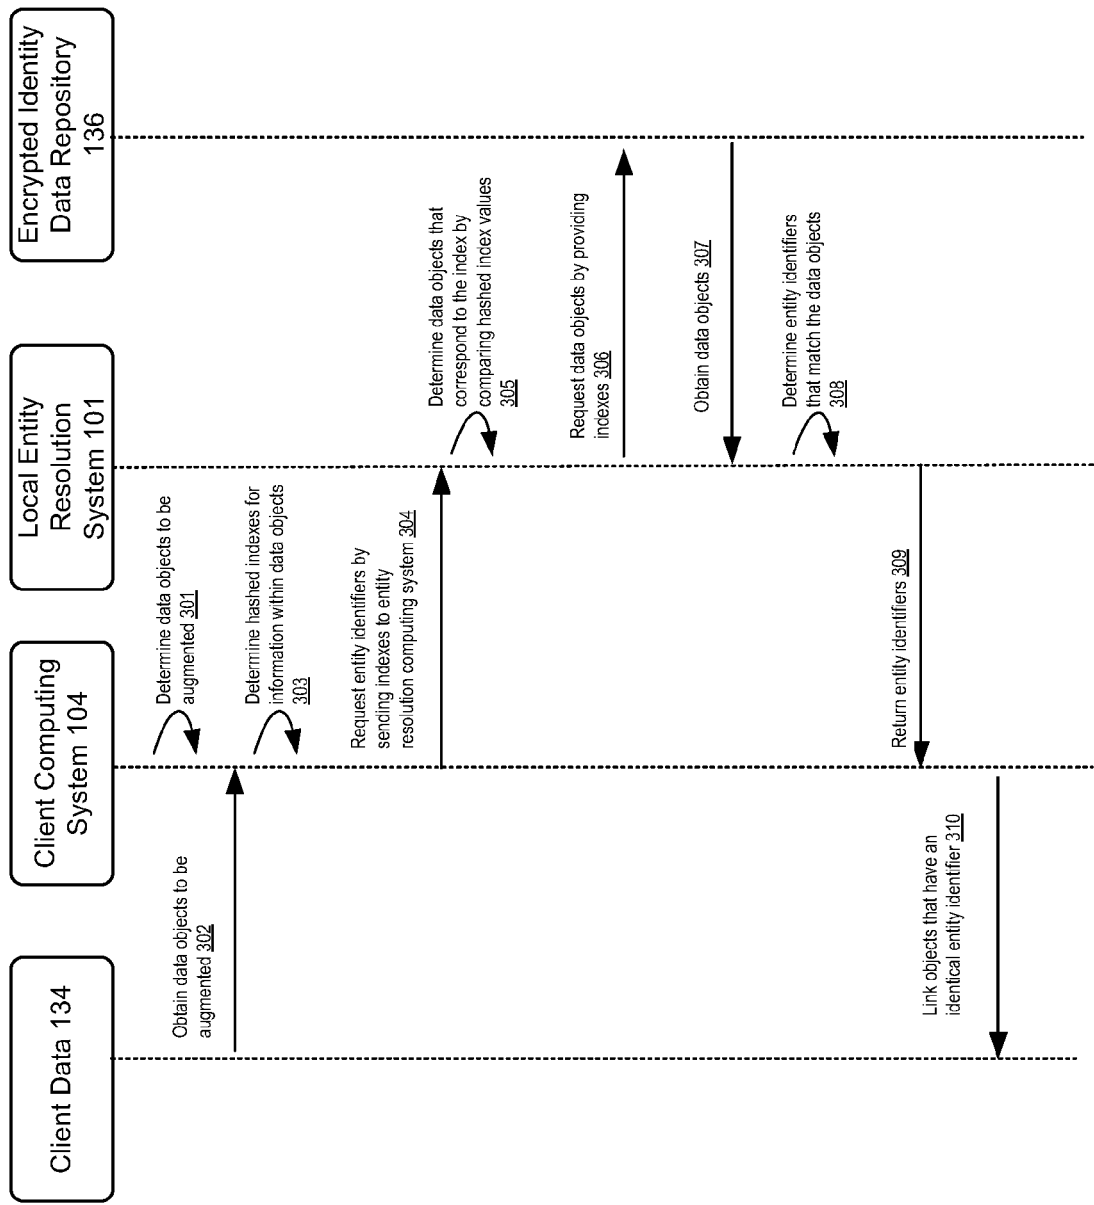 Client Data 134
Client Computing
System 104
Local Entity
Resolution
System 101
Encrypted Identity
Data Repository
136
Determine data objects to be
augmented 301
Obtain data objects to be
augmented 302
Determine hashed indexes for
information within data objects
303
Request entity identifiers by
sending indexes to entity
resolution computing system 304
Determine data objects that
correspond to the index by
comparing hashed index values
305
Request data objects by providing
indexes 306
Obtain data objects 307
Determine entity identifiers
that match the data objects
308
Return entity identifiers 309
Link objects that have an
identical entity identifier 310